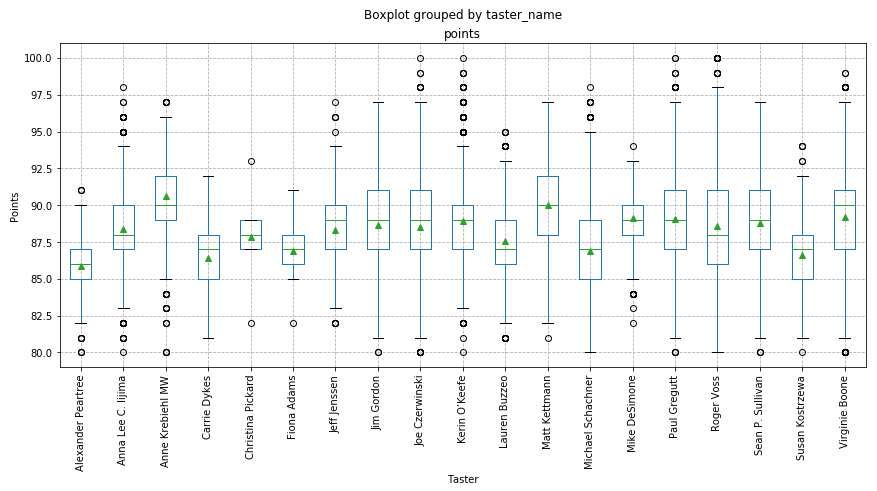 Boxplot grouped by taster_name
points
100.0
97.5
95.0
92.5
90.0
87.5
85.0
82.5
80.0
Points
Alexander Peartree
Anna Lee C. Iijima
Anne Krebiehl MW
Carrie Dykes
Christina Pickard
Fiona Adams
Jeff Jenssen
Jim Gordon
Joe Czerwinski
Kerin O'Keefe
Lauren Buzzeo
Matt Kettmann
Michael Schachner
Mike DeSimone
Paul Gregutt
Roger Voss
Sean P. Sullivan
Susan Kostrzewa
Virginie Boone
Taster